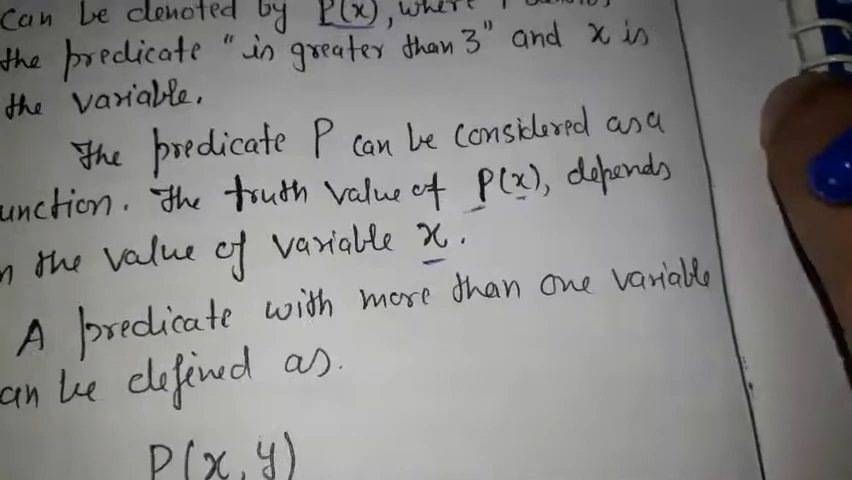 can be denoted by P(x), where P
the predicate "is greater than 3" and x is
the variable.
The predicate P can be considered as a
unction. The truth value of P(x), depends
n the value of variable x.
A predicate with more than one variable
an be defined as.
P(x, y)